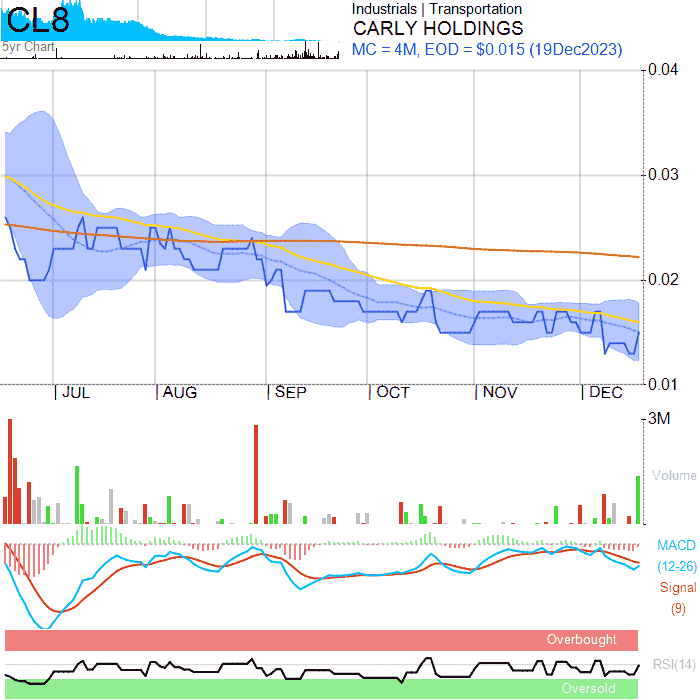 CL8
5yr Chart
Industrials | Transportation
CARLY HOLDINGS
MC = 4M, EOD = $0.015 (19Dec2023)
0.04
0.03
0.02
0.01
JUL AUG SEP OCT NOV DEC
3M
Volume
MACD
(12-26)
Signal
(9)
Overbought
RSI(14)
Oversold